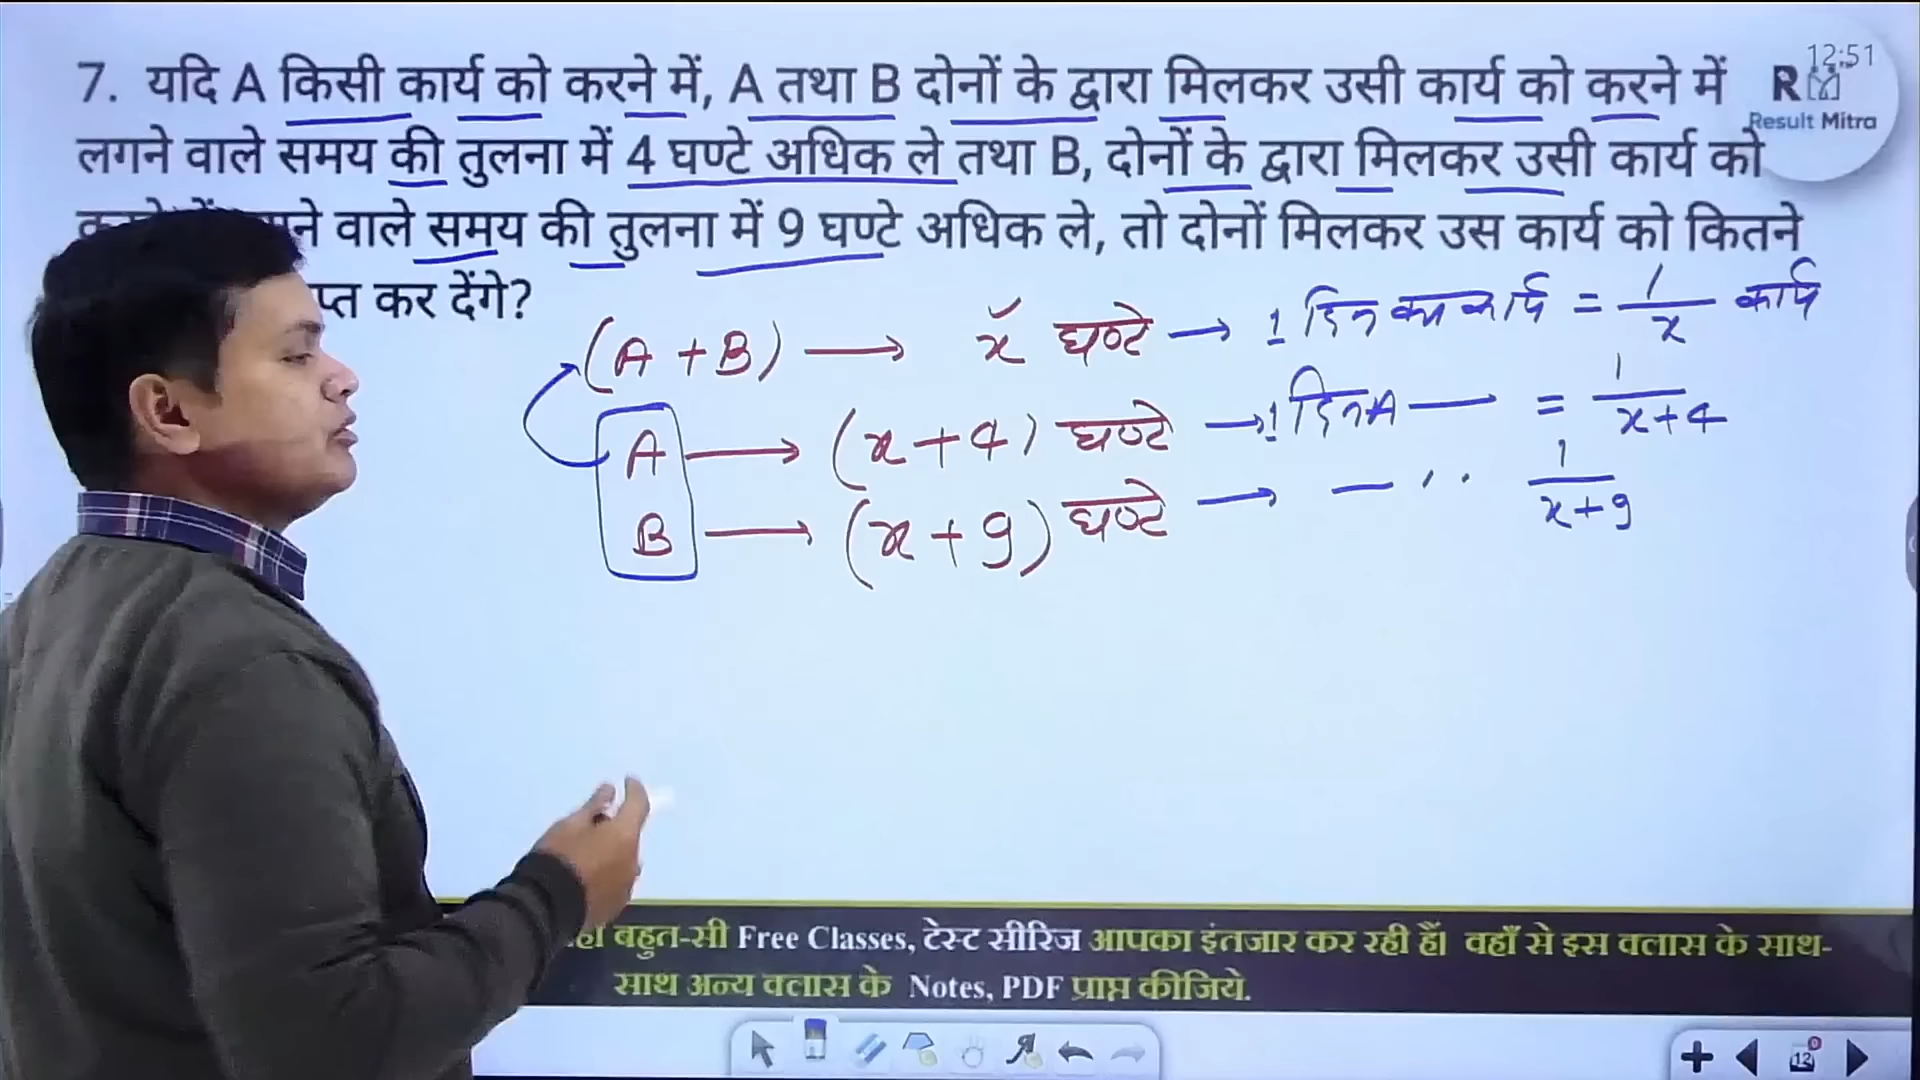 7. यदि A किसी कार्य को करने में, A तथा B दोनों के द्वारा मिलकर उसी कार्य को करने में
लगने वाले समय की तुलना में 4 घण्टे अधिक ले तथा B, दोनों के द्वारा मिलकर उसी कार्य को
वाले समय की तुलना में 9 घण्टे अधिक ले, तो दोनों मिलकर उस कार्य को कितने
कर देंगे?
12:51
Result Mitra
(A + B) → x घण्टे → 1 दिन का कार्य = 1/x कार्य
A → (x + 4) घण्टे → 1 दिन A — = 1/x+4
B → (x + 9) घण्टे → — 1/x+9
बहुत-सी Free Classes, टेस्ट सीरिज आपका इंतजार कर रही हैं। वहाँ से इस क्लास के साथ-
साथ अन्य क्लास के Notes, PDF प्राप्त कीजिये.
12